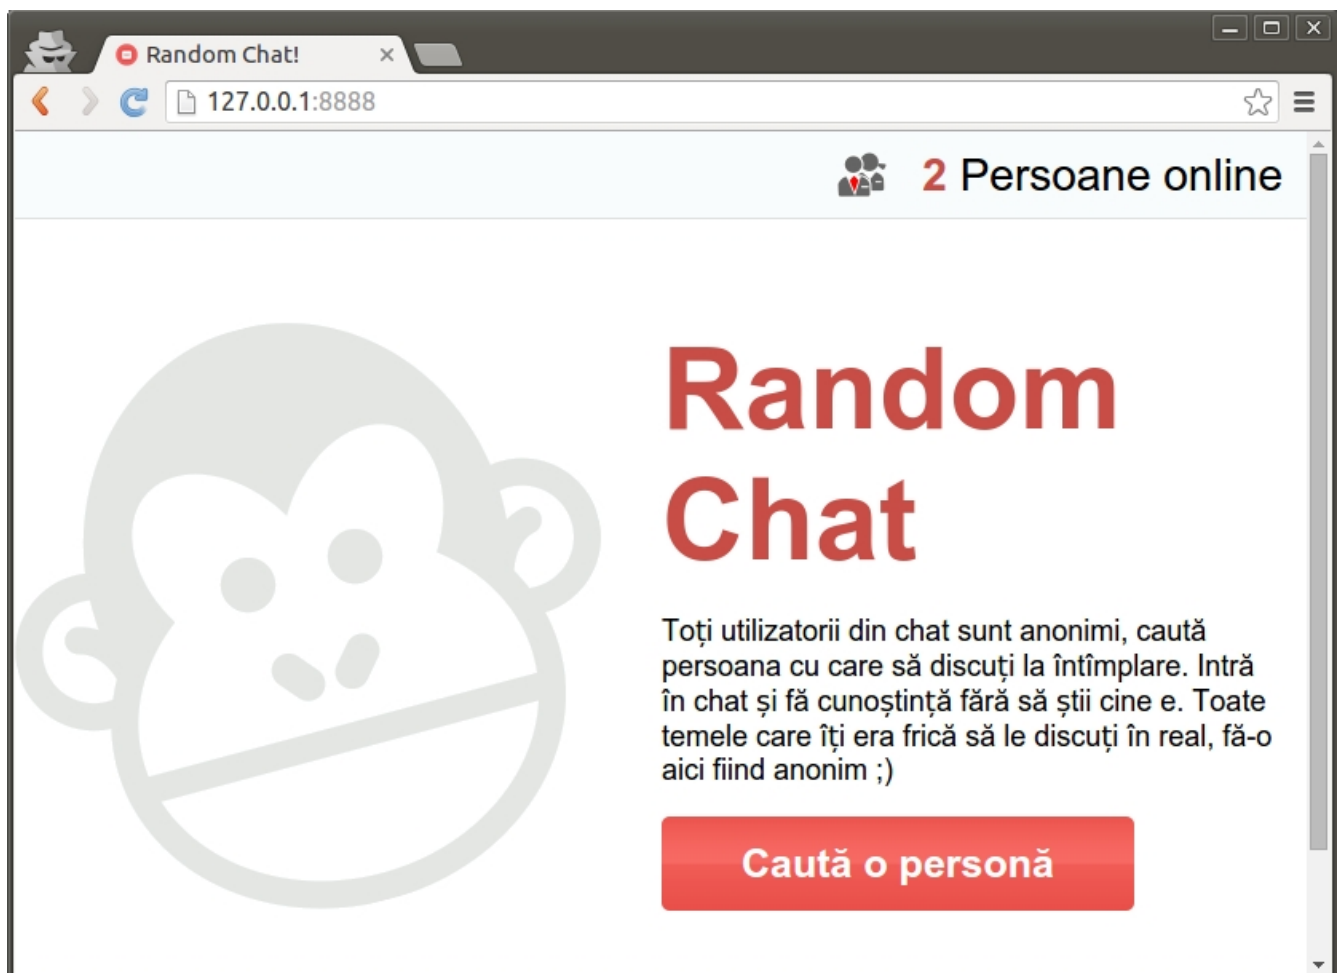 Random Chat!
127.0.0.1:8888
2 Persoane online
Random
Chat
Toți utilizatorii din chat sunt anonimi, caută
persoana cu care să discuți la întîmplare. Intră
în chat și fă cunoștință fără să știi cine e. Toate
temele care îți era frică să le discuți în real, fă-o
aici fiind anonim ;)
Caută o personă